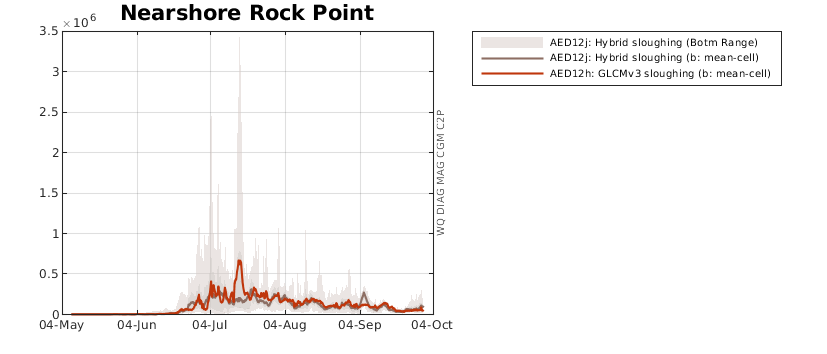 Nearshore Rock Point
×10⁶
3.5
3
2.5
2
1.5
1
0.5
0
04-May
04-Jun
04-Jul
04-Aug
04-Sep
04-Oct
WQ DIAG MAG CGM C2P
AED12j: Hybrid sloughing (Botm Range)
AED12j: Hybrid sloughing (b: mean-cell)
AED12h: GLCMv3 sloughing (b: mean-cell)